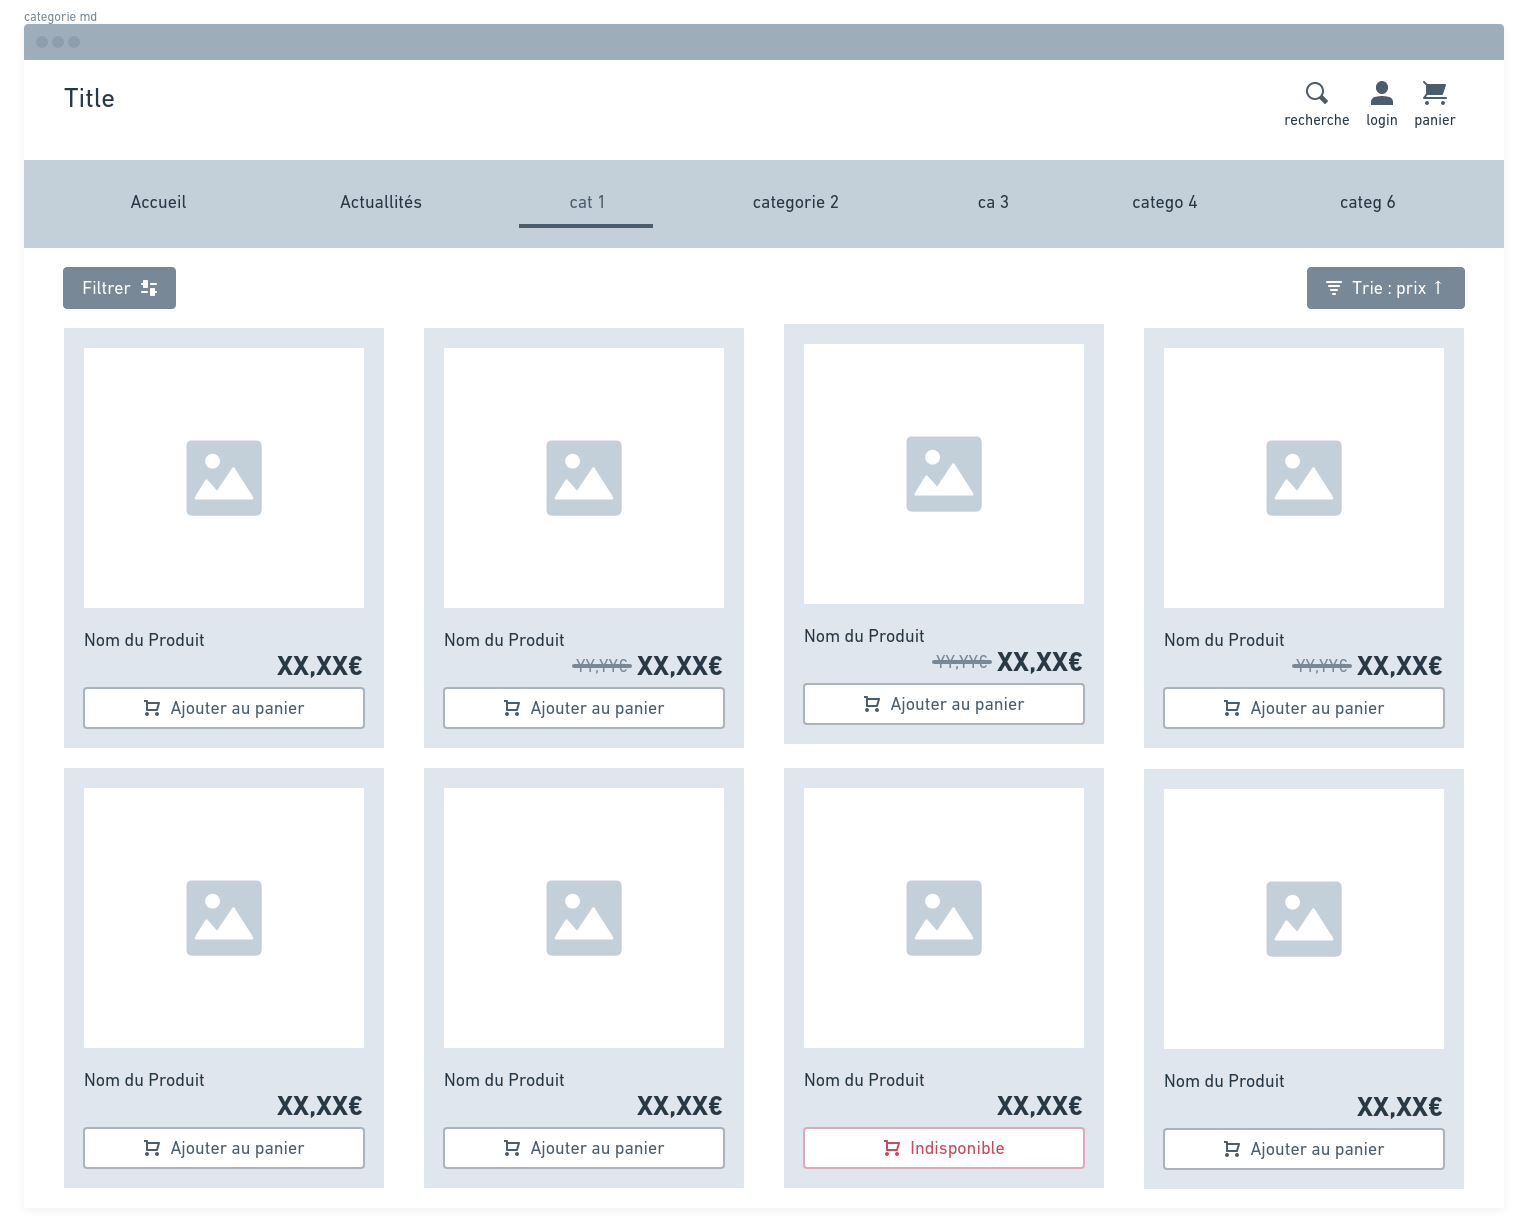 categorie md
Title
recherche login panier
Accueil Actuallités cat 1 categorie 2 ca 3 catego 4 categ 6
Filtrer Trie : prix ↑
Nom du Produit Nom du Produit Nom du Produit Nom du Produit
XX,XX€ YY,YY€ XX,XX€ YY,YY€ XX,XX€ YY,YY€ XX,XX€
Ajouter au panier Ajouter au panier Ajouter au panier Ajouter au panier
Nom du Produit Nom du Produit Nom du Produit Nom du Produit
XX,XX€ XX,XX€ XX,XX€ XX,XX€
Ajouter au panier Ajouter au panier Indisponible Ajouter au panier